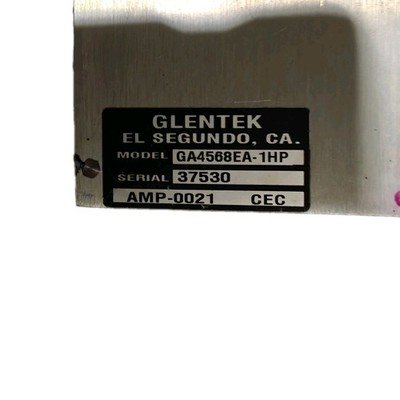 GLENTEK
EL SEGUNDO, CA.
MODEL GA4568EA-1HP
SERIAL 37530
AMP-0021 CEC